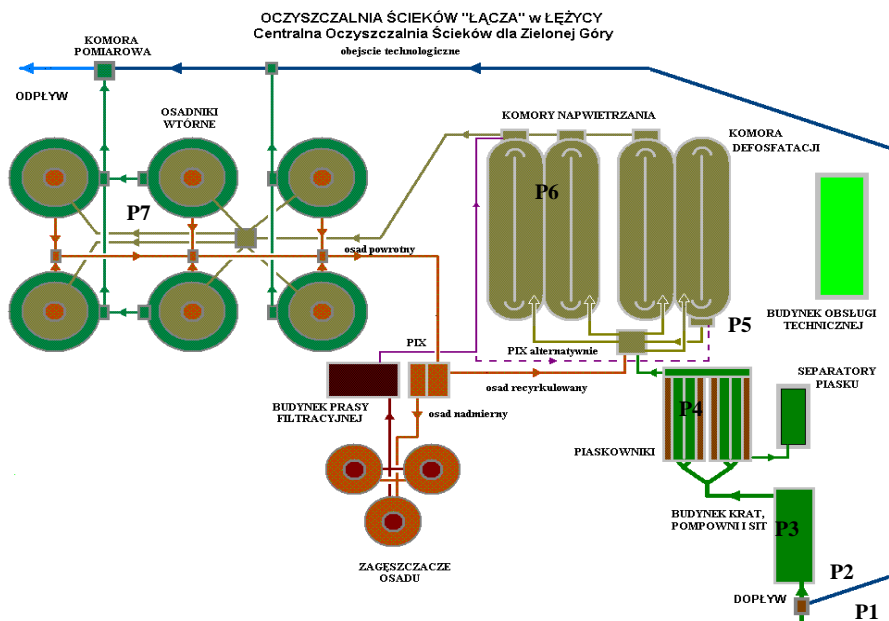 OCZYSZCZALNIA ŚCIEKÓW "ŁĄCZA" w ŁĘŻYCY
Centralna Oczyszczalnia Ścieków dla Zielonej Góry
obejscie technologiczne
KOMORA
POMIAROWA
ODPŁYW
OSADNIKI
WTÓRNE
KOMORY NAPWIETRZANIA
KOMORA
DEFOSFATACJI
P6
P7
osad powrotny
BUDYNEK OBSŁUGI
TECHNICZNEJ
P5
PIX
PIX alternatywnie
SEPARATORY
PIASKU
osad recyrkulowany
BUDYNEK PRASY
FILTRACYJNEJ
osad nadmierny
P4
PIASKOWNIKI
BUDYNEK KRAT,
POMPOWNI I SIT
P3
ZAGĘSZCZACZE
OSADU
P2
DOPŁYW
P1